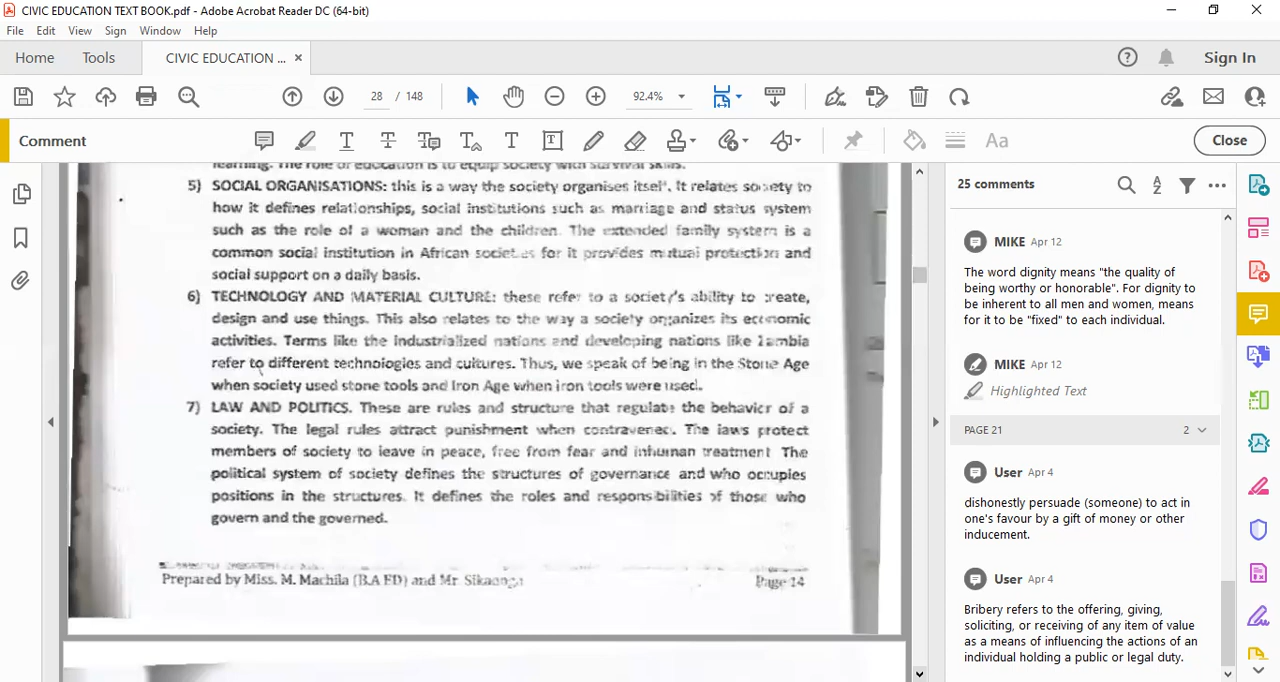 CIVIC EDUCATION TEXT BOOK.pdf - Adobe Acrobat Reader DC (64-bit)
File Edit View Sign Window Help
Home Tools CIVIC EDUCATION ... × Sign In
28 / 148 92.4%
Comment Close
learning. The role of education is to equip society with survival skills.
5) SOCIAL ORGANISATIONS: this is a way the society organises itself. It relates society to
how it defines relationships, social institutions such as marriage and status system
such as the role of a woman and the children. The extended family system is a
common social institution in African societies for it provides mutual protection and
social support on a daily basis.
6) TECHNOLOGY AND MATERIAL CULTURE: these refer to a society's ability to create,
design and use things. This also relates to the way a society organizes its economic
activities. Terms like the industrialized nations and developing nations like Zambia
refer to different technologies and cultures. Thus, we speak of being in the Stone Age
when society used stone tools and Iron Age when iron tools were used.
7) LAW AND POLITICS. These are rules and structure that regulate the behavior of a
society. The legal rules attract punishment when contravened. The laws protect
members of society to leave in peace, free from fear and inhuman treatment The
political system of society defines the structures of governance and who occupies
positions in the structures. It defines the roles and responsibilities of those who
govern and the governed.
Prepared by Miss. M. Machila (B.A ED) and Mr. Sikaonga Page 14
25 comments
MIKE Apr 12
The word dignity means "the quality of
being worthy or honorable". For dignity
to be inherent to all men and women, means
for it to be "fixed" to each individual.
MIKE Apr 12
Highlighted Text
PAGE 21 2
User Apr 4
dishonestly persuade (someone) to act in
one's favour by a gift of money or other
inducement.
User Apr 4
Bribery refers to the offering, giving,
soliciting, or receiving of any item of value
as a means of influencing the actions of an
individual holding a public or legal duty.